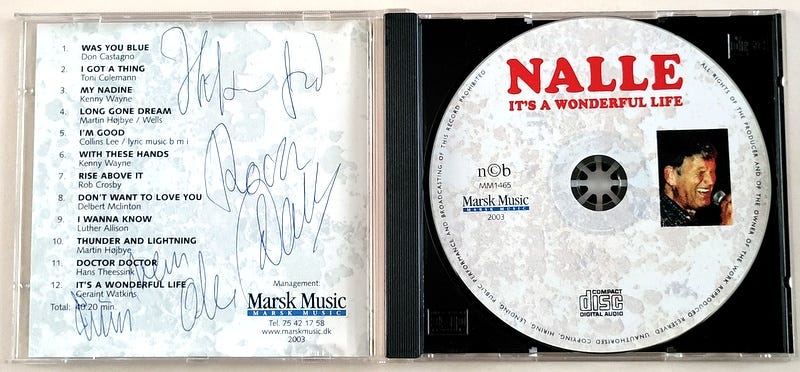 1. WAS YOU BLUE
Don Castagno
2. I GOT A THING
Toni Colemann
3. MY NADINE
Kenny Wayne
4. LONG GONE DREAM
Martin Højbye / Wells
5. I'M GOOD
Collins Lee / lyric music b m i
6. WITH THESE HANDS
Kenny Wayne
7. RISE ABOVE IT
Rob Crosby
8. DON'T WANT TO LOVE YOU
Delbert Mclinton
9. I WANNA KNOW
Luther Allison
10. THUNDER AND LIGHTNING
Martin Højbye
11. DOCTOR DOCTOR
Hans Theessink
12. IT'S A WONDERFUL LIFE
Geraint Watkins
Total: 40.20 min.
Management:
Marsk Music
MARSK MUSIC
Tel. 75 42 17 58
www.marskmusic.dk
2003
NALLE
IT'S A WONDERFUL LIFE
n©b
MM1465
Marsk Music
MARSK MUSIC
2003
COMPACT
disc
DIGITAL AUDIO
ALL RIGHTS OF THE PRODUCER AND OF THE OWNER OF THE WORK REPRODUCED RESERVED. UNAUTHORISED COPYING, HIRING, LENDING, PUBLIC PERFORMANCE AND BROADCASTING OF THIS RECORD PROHIBITED